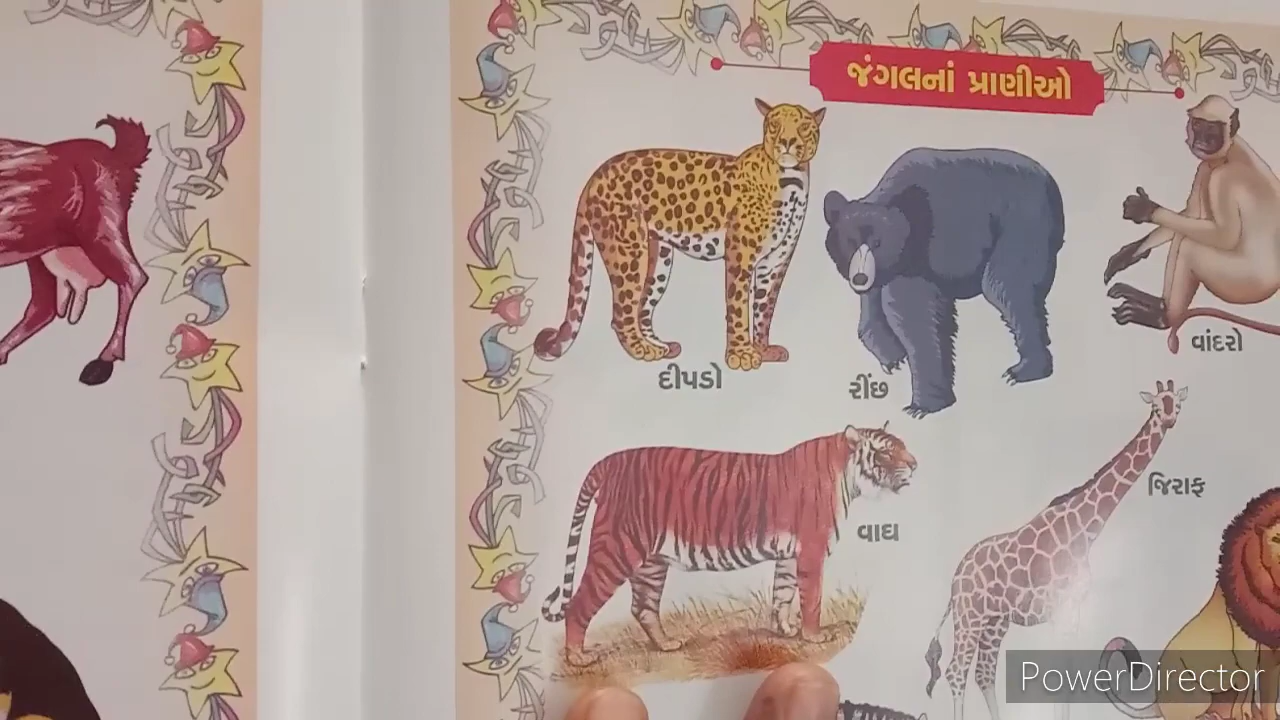 જંગલનાં પ્રાણીઓ
દીપડો
રીંછ
વાંદરો
વાઘ
જિરાફ
PowerDirector